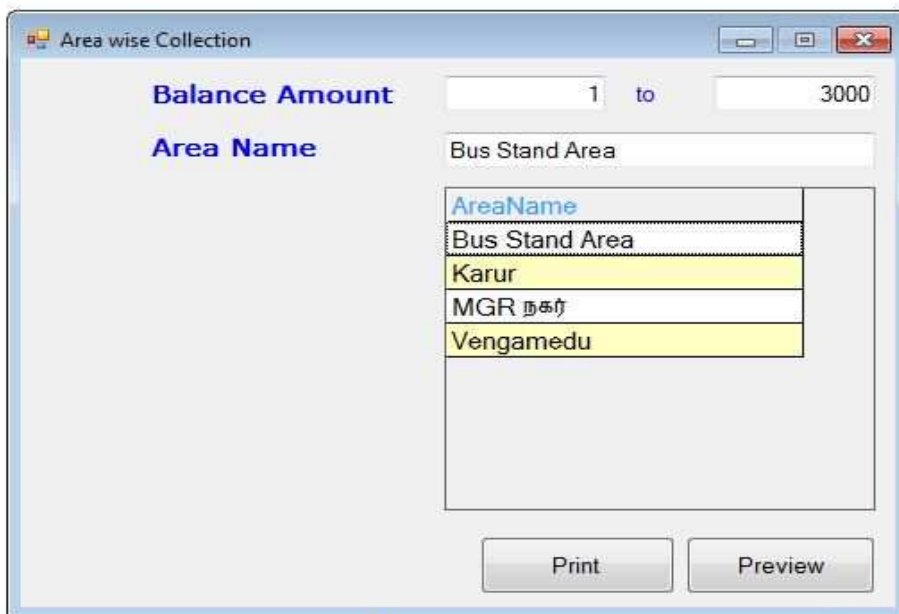 Area wise Collection
Balance Amount 1 to 3000
Area Name Bus Stand Area
AreaName
Bus Stand Area
Karur
MGR நகர்
Vengamedu
Print Preview